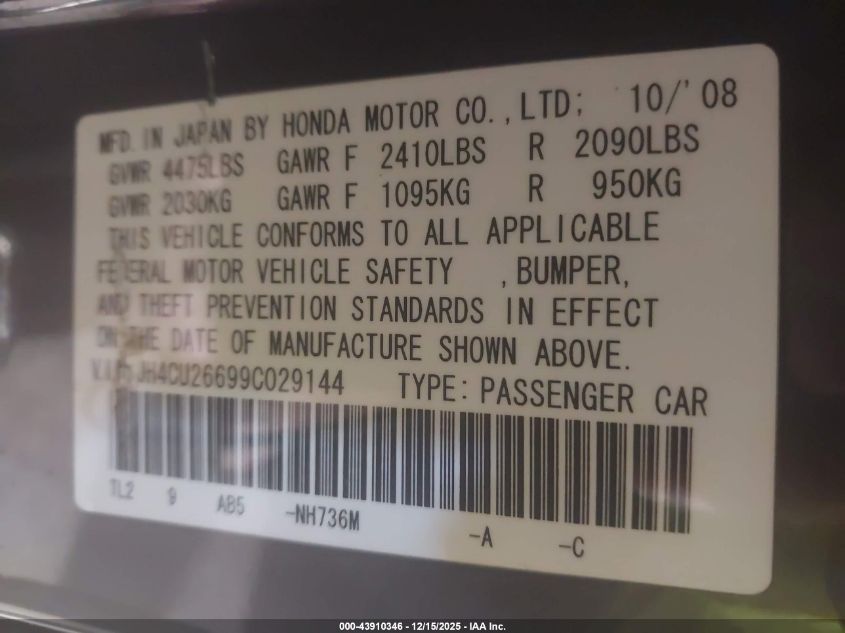 MFD. IN JAPAN BY HONDA MOTOR CO., LTD; 10/'08
GVWR 4475LBS GAWR F 2410LBS R 2090LBS
GVWR 2030KG GAWR F 1095KG R 950KG
THIS VEHICLE CONFORMS TO ALL APPLICABLE
FEDERAL MOTOR VEHICLE SAFETY , BUMPER,
AND THEFT PREVENTION STANDARDS IN EFFECT
ON THE DATE OF MANUFACTURE SHOWN ABOVE.
V.I.N. JH4CU26699C029144 TYPE: PASSENGER CAR
TL2 9 AB5 -NH736M -A -C
000-43910346 - 12/15/2025 - IAA Inc.